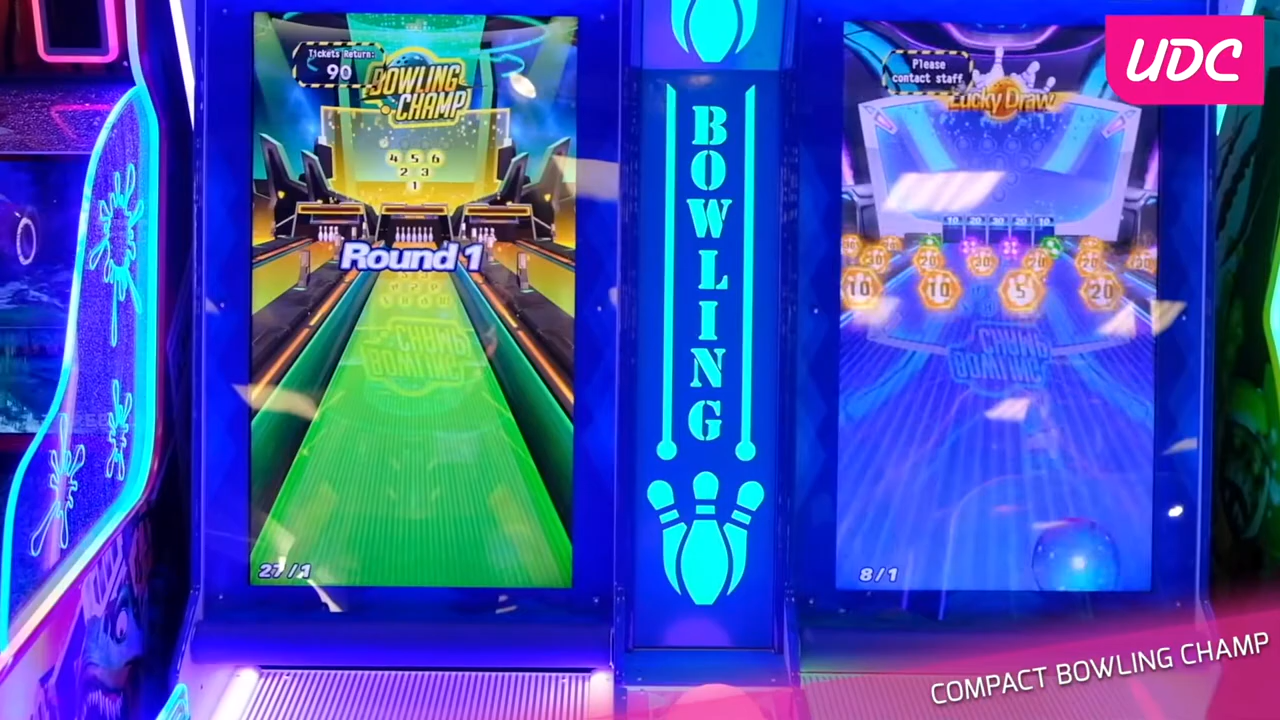 Tickets Return:
90
BOWLING
CHAMP
4 5 6
2 3
1
Round 1
27/1
BOWLING
Please
contact staff
Lucky Draw
10 20 30 20 10
20 30 20 20
10 10 5 20
8/1
UDC
COMPACT BOWLING CHAMP